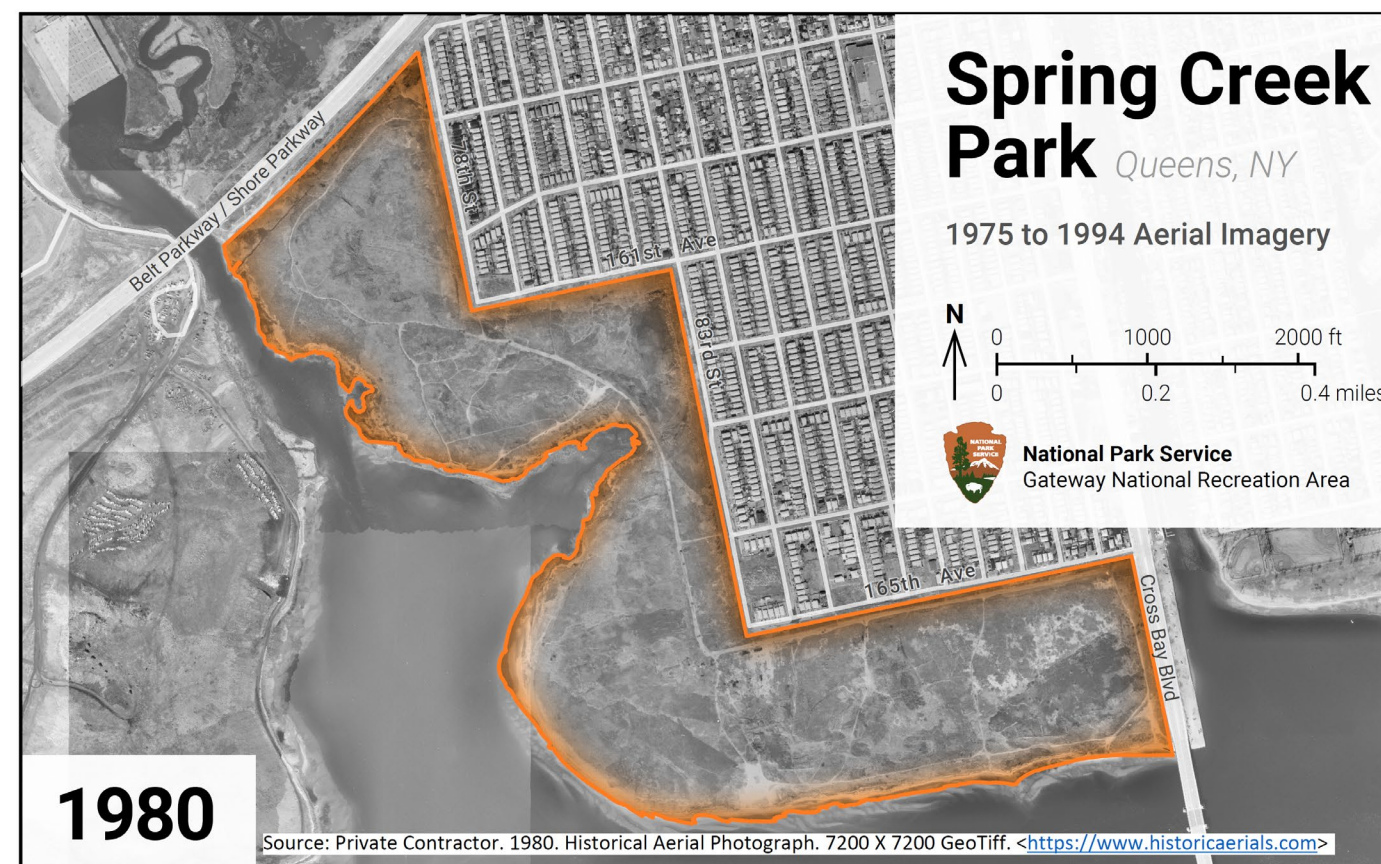 Spring Creek
Park Queens, NY
1975 to 1994 Aerial Imagery
N
0 1000 2000 ft
0 0.2 0.4 miles
NATIONAL
PARK
SERVICE
National Park Service
Gateway National Recreation Area
Belt Parkway / Shore Parkway
78th St
161st Ave
83rd St
165th Ave
Cross Bay Blvd
1980
Source: Private Contractor. 1980. Historical Aerial Photograph. 7200 X 7200 GeoTiff. <https://www.historicaerials.com>